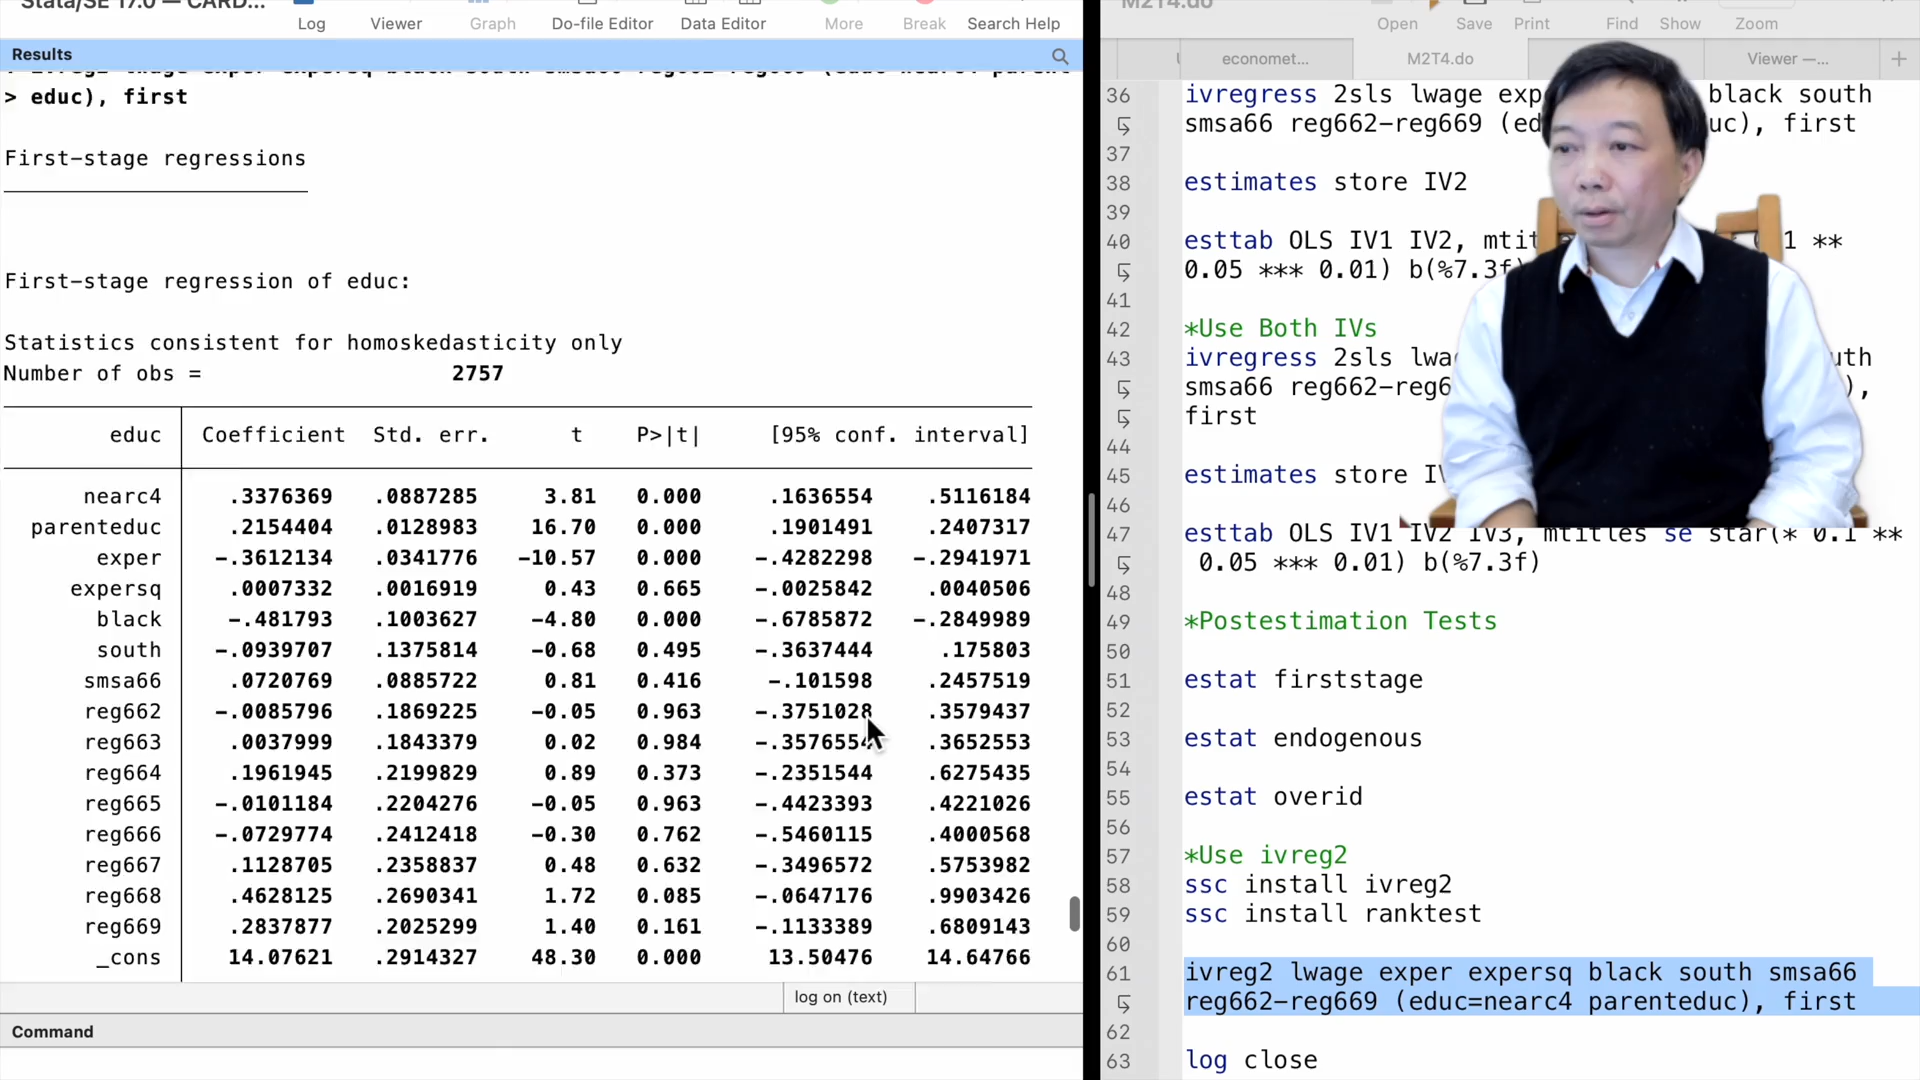 Stata/SE 17.0 — CARD...
Log Viewer Graph Do-file Editor Data Editor More Break Search Help
Results
> educ), first
First-stage regressions
First-stage regression of educ:
Statistics consistent for homoskedasticity only
Number of obs = 2757
educ Coefficient Std. err. t P>|t| [95% conf. interval]
nearc4 .3376369 .0887285 3.81 0.000 .1636554 .5116184
parenteduc .2154404 .0128983 16.70 0.000 .1901491 .2407317
exper -.3612134 .0341776 -10.57 0.000 -.4282298 -.2941971
expersq .0007332 .0016919 0.43 0.665 -.0025842 .0040506
black -.481793 .1003627 -4.80 0.000 -.6785872 -.2849989
south -.0939707 .1375814 -0.68 0.495 -.3637444 .175803
smsa66 .0720769 .0885722 0.81 0.416 -.101598 .2457519
reg662 -.0085796 .1869225 -0.05 0.963 -.3751028 .3579437
reg663 .0037999 .1843379 0.02 0.984 -.3576554 .3652553
reg664 .1961945 .2199829 0.89 0.373 -.2351544 .6275435
reg665 -.0101184 .2204276 -0.05 0.963 -.4423393 .4221026
reg666 -.0729774 .2412418 -0.30 0.762 -.5460115 .4000568
reg667 .1128705 .2358837 0.48 0.632 -.3496572 .5753982
reg668 .4628125 .2690341 1.72 0.085 -.0647176 .9903426
reg669 .2837877 .2025299 1.40 0.161 -.1133389 .6809143
_cons 14.07621 .2914327 48.30 0.000 13.50476 14.64766
log on (text)
Command
M2T4.do
Open Save Print Find Show Zoom
economet... M2T4.do Viewer —... +
36 ivregress 2sls lwage exp black south
smsa66 reg662-reg669 (ed uc), first
37
38 estimates store IV2
39
40 esttab OLS IV1 IV2, mtit 1 **
0.05 *** 0.01) b(%7.3f)
41
42 *Use Both IVs
43 ivregress 2sls lwa uth
smsa66 reg662-reg6 ),
first
44
45 estimates store IV
46
47 esttab OLS IV1 IV2 IV3, mtitles se star(* 0.1 **
0.05 *** 0.01) b(%7.3f)
48
49 *Postestimation Tests
50
51 estat firststage
52
53 estat endogenous
54
55 estat overid
56
57 *Use ivreg2
58 ssc install ivreg2
59 ssc install ranktest
60
61 ivreg2 lwage exper expersq black south smsa66
reg662-reg669 (educ=nearc4 parenteduc), first
62
63 log close